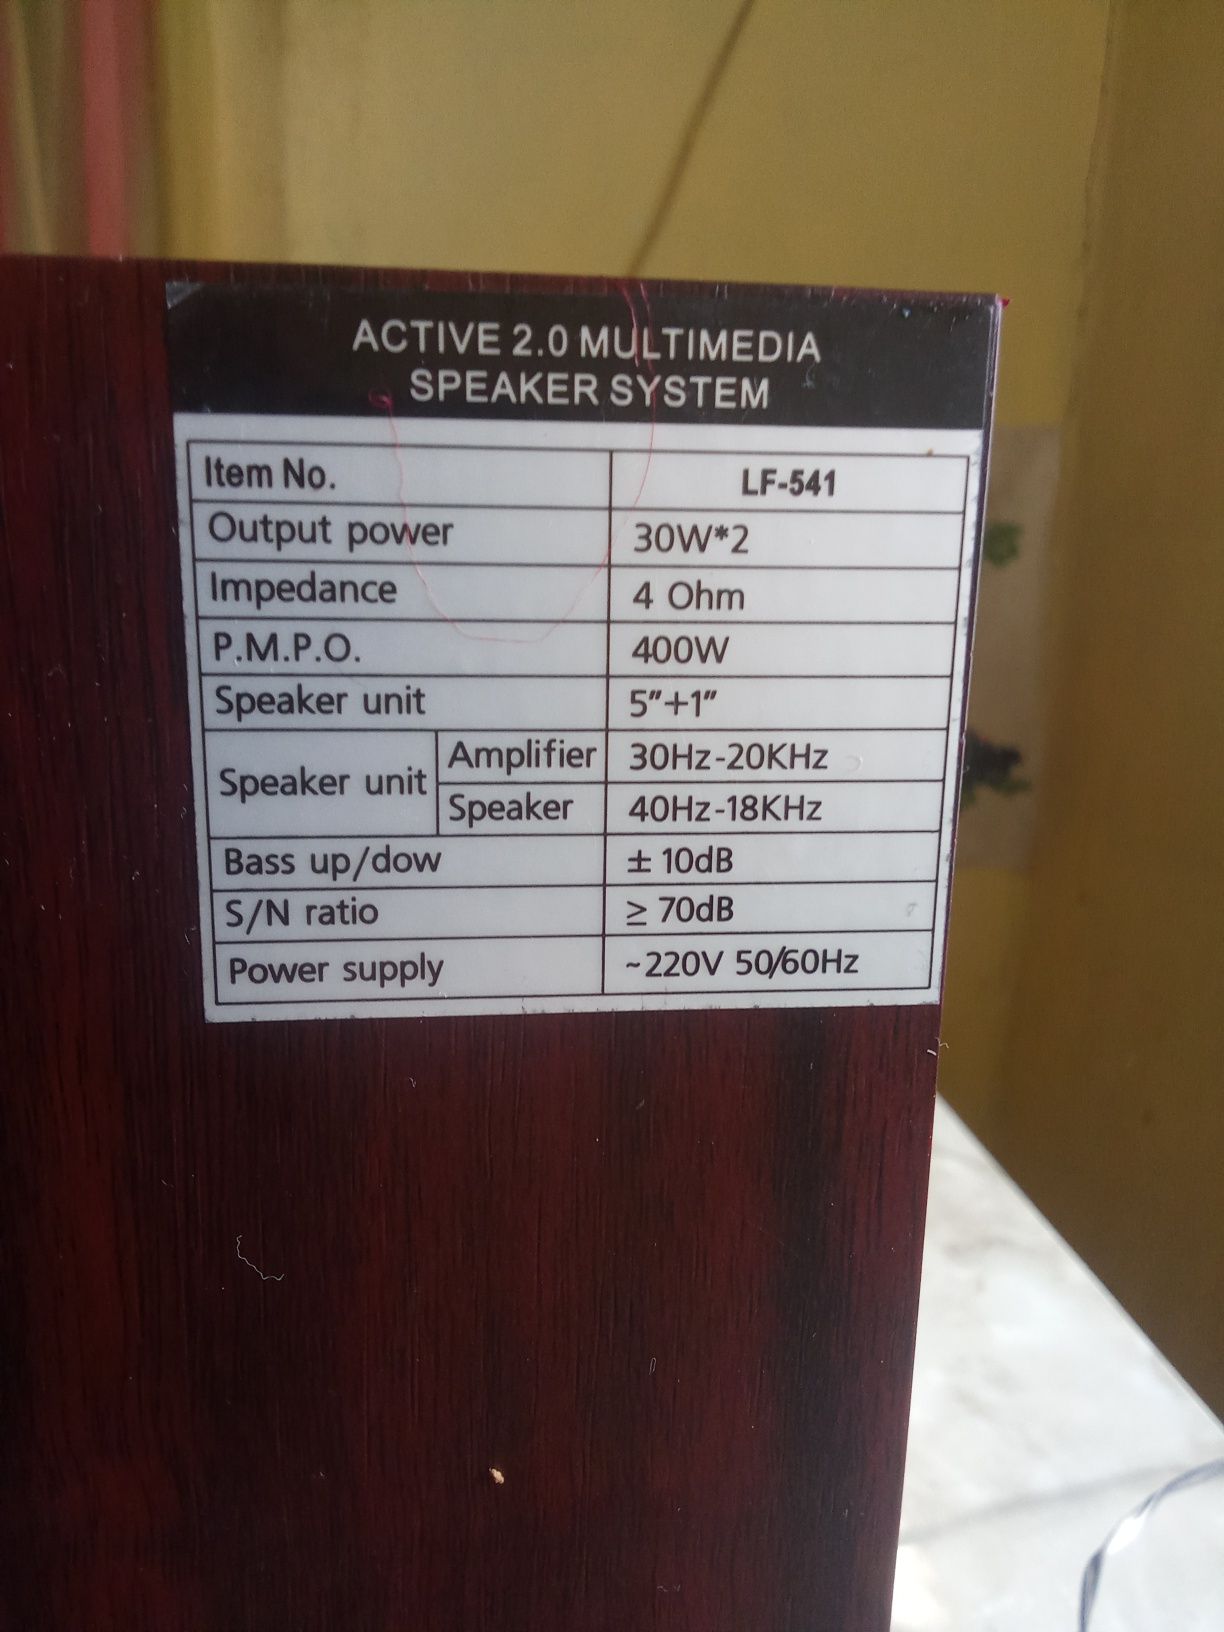 ACTIVE 2.0 MULTIMEDIA
SPEAKER SYSTEM
Item No. LF-541
Output power 30W*2
Impedance 4 Ohm
P.M.P.O. 400W
Speaker unit 5”+1”
Speaker unit Amplifier 30Hz-20KHz
Speaker 40Hz-18KHz
Bass up/dow ± 10dB
S/N ratio ≥ 70dB
Power supply ~220V 50/60Hz